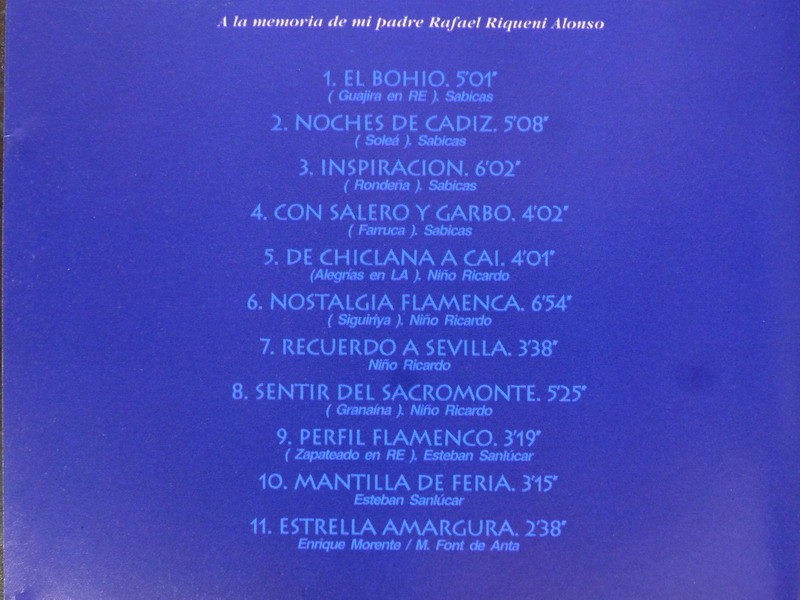 A la memoria de mi padre Rafael Riqueni Alonso
1. EL BOHIO. 5'01"
( Guajira en RE ). Sabicas
2. NOCHES DE CADIZ. 5'08"
( Soleá ). Sabicas
3. INSPIRACION. 6'02"
( Rondeña ). Sabicas
4. CON SALERO Y GARBO. 4'02"
( Farruca ). Sabicas
5. DE CHICLANA A CAI. 4'01"
(Alegrías en LA ). Niño Ricardo
6. NOSTALGIA FLAMENCA. 6'54"
( Siguiriya ). Niño Ricardo
7. RECUERDO A SEVILLA. 3'38"
Niño Ricardo
8. SENTIR DEL SACROMONTE. 5'25"
( Granaína ). Niño Ricardo
9. PERFIL FLAMENCO. 3'19"
( Zapateado en RE ). Esteban Sanlúcar
10. MANTILLA DE FERIA. 3'15"
Esteban Sanlúcar
11. ESTRELLA AMARGURA. 2'38"
Enrique Morente / M. Font de Anta